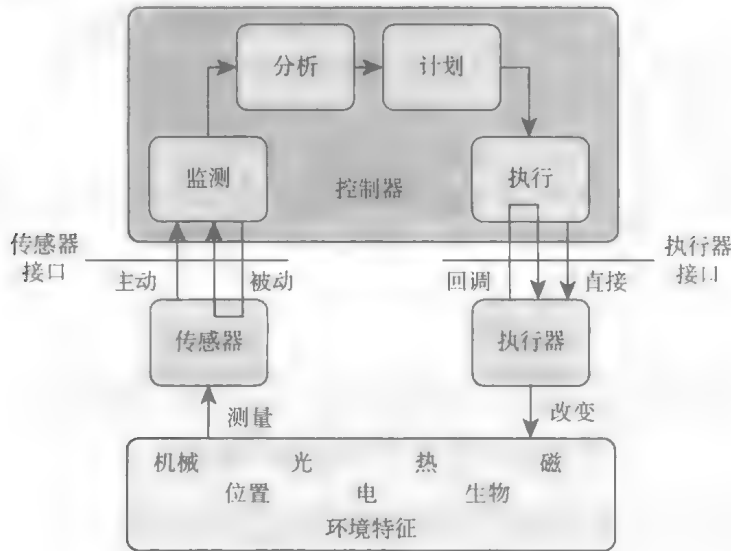 分析
计划
监测
控制器
执行
传感器
接口
主动
被动
回调
直接
执行器
接口
传感器
执行器
测量
改变
机械 光 热 磁
位置 电 生物
环境特征